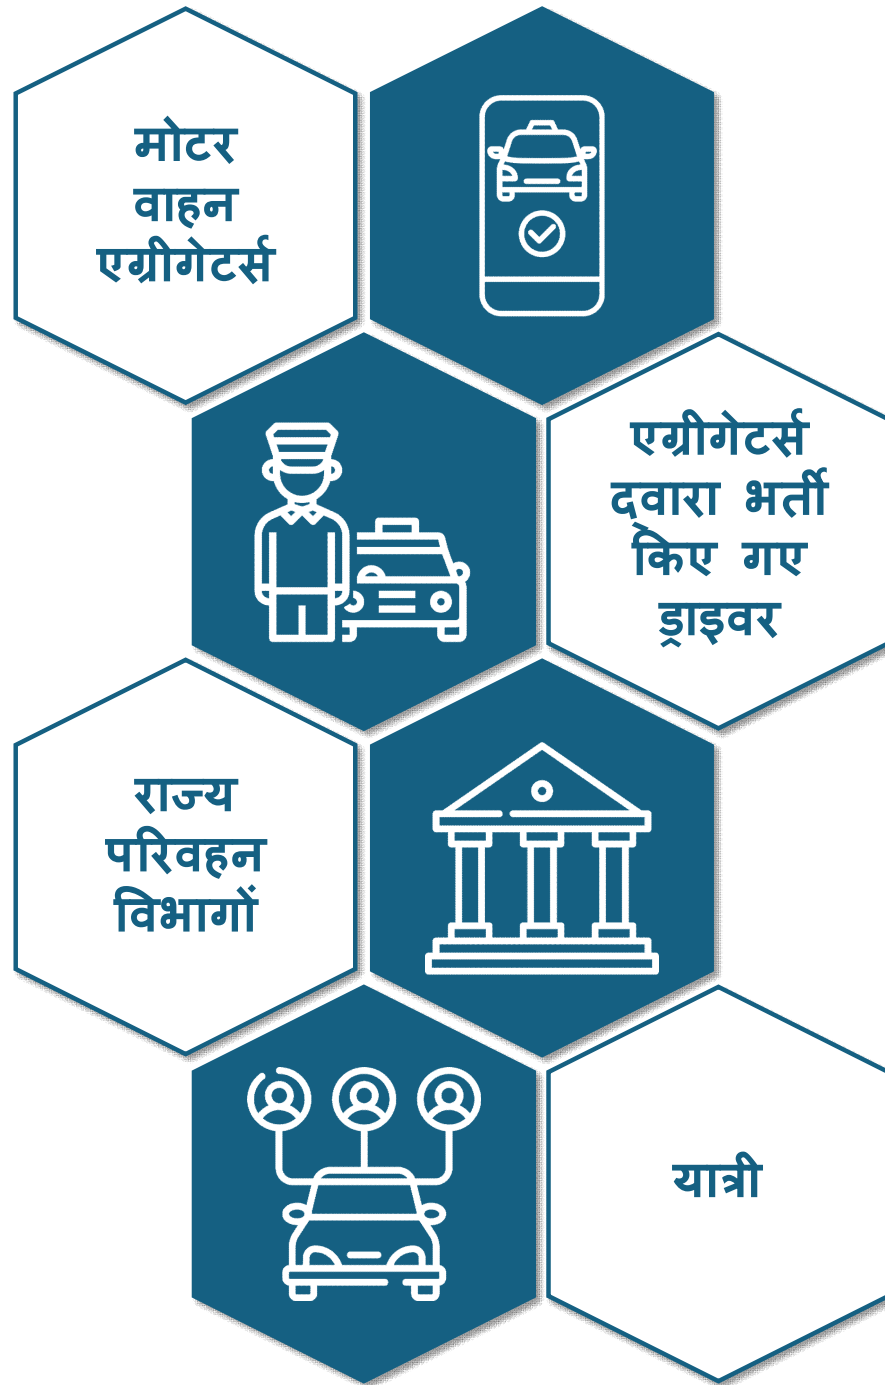 मोटर
वाहन
एग्रीगेटर्स
एग्रीगेटर्स
द्वारा भर्ती
किए गए
ड्राइवर
राज्य
परिवहन
विभागों
यात्री